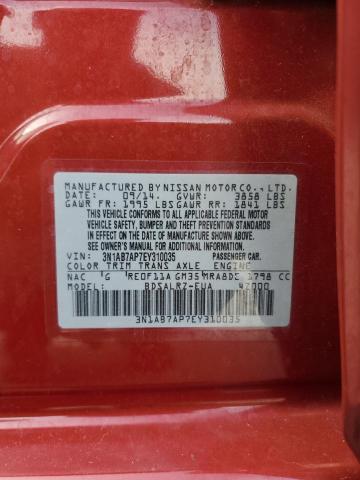 MANUFACTURED BY NISSAN MOTOR CO., LTD.
DATE: 09/14. GVWR: 3858 LBS
GAWR FR: 1995 LBS GAWR RR: 1841 LBS
THIS VEHICLE CONFORMS TO ALL APPLICABLE FEDERAL MOTOR
VEHICLE SAFETY, BUMPER, AND THEFT PREVENTION STANDARDS
IN EFFECT ON THE DATE OF MANUFACTURE SHOWN ABOVE.
SEE OWNER'S MANUAL FOR ADDITIONAL INFORMATION.
VIN: 3N1AB7AP7EY310035 PASSENGER CAR.
COLOR TRIM TRANS AXLE ENGINE
NAC G RE0F11A GM35 MRA8DE 1798 CC
MODEL: BDSALRZ-EUA 4Z000
3N1AB7AP7EY310035